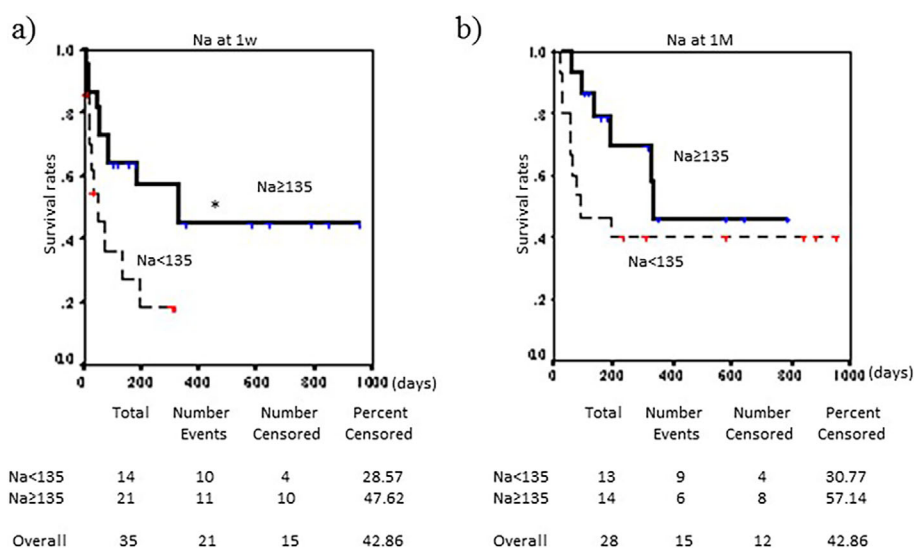 a)
Na at 1w
Survival rates
1.0
.8
.6
.4
.2
0.0
Na≥135
*
Na<135
0 200 400 600 800 1000 (days)
Total Number Events Number Censored Percent Censored
Na<135 14 10 4 28.57
Na≥135 21 11 10 47.62
Overall 35 21 15 42.86
b)
Na at 1M
Survival rates
1.0
.8
.6
.4
.2
0.0
Na≥135
Na<135
0 200 400 600 800 1000 (days)
Total Number Events Number Censored Percent Censored
Na<135 13 9 4 30.77
Na≥135 14 6 8 57.14
Overall 28 15 12 42.86